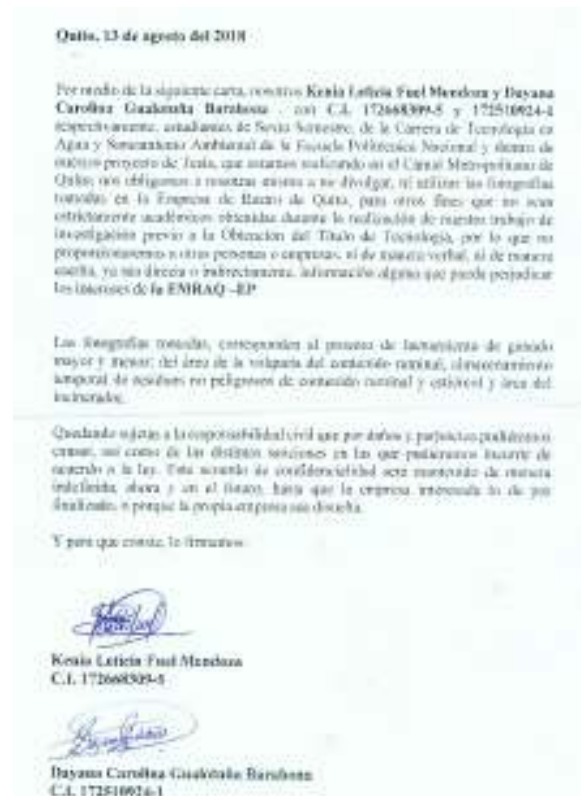 Quito, 13 de agosto del 2018
Por medio de la siguiente carta, nosotros Kenia Leticia Fuel Mendoza y Dayana
Carolina Gualotuña Barahona , con C.I. 172668309-5 y 172510924-1
respectivamente, estudiantes de Sexto Semestre, de la Carrera de Tecnología en
Agua y Saneamiento Ambiental de la Escuela Politécnica Nacional y dentro de
nuestro proyecto de Tesis, que estamos realizando en el Camal Metropolitano de
Quito; nos obligamos a nosotras mismas a no divulgar, ni utilizar las fotografías
tomadas en la Empresa de Rastro de Quito, para otros fines que no sean
estrictamente académicos obtenidas durante la realización de nuestro trabajo de
investigación previo a la Obtención del Título de Tecnología, por lo que no
proporcionaremos a otras personas o empresas, ni de manera verbal, ni de manera
escrita, ya sea directa o indirectamente, información alguna que pueda perjudicar
los intereses de la EMRAQ –EP
Las fotografías tomadas, corresponden al proceso de faenamiento de ganado
mayor y menor; del área de la volqueta del contenido ruminal, almacenamiento
temporal de residuos no peligrosos de contenido ruminal y estiércol y área del
incinerador.
Quedando sujetas a la responsabilidad civil que por daños y perjuicios pudiéramos
causar, así como de las distintas sanciones en las que pudiéramos incurrir de
acuerdo a la ley. Este acuerdo de confidencialidad será mantenido de manera
indefinida, ahora y en el futuro, hasta que la empresa interesada lo de por
finalizado, o porque la propia empresa sea disuelta.
Y para que conste, lo firmamos
Kenia Leticia Fuel Mendoza
C.I. 172668309-5
Dayana Carolina Gualotuña Barahona
C.I. 172510924-1